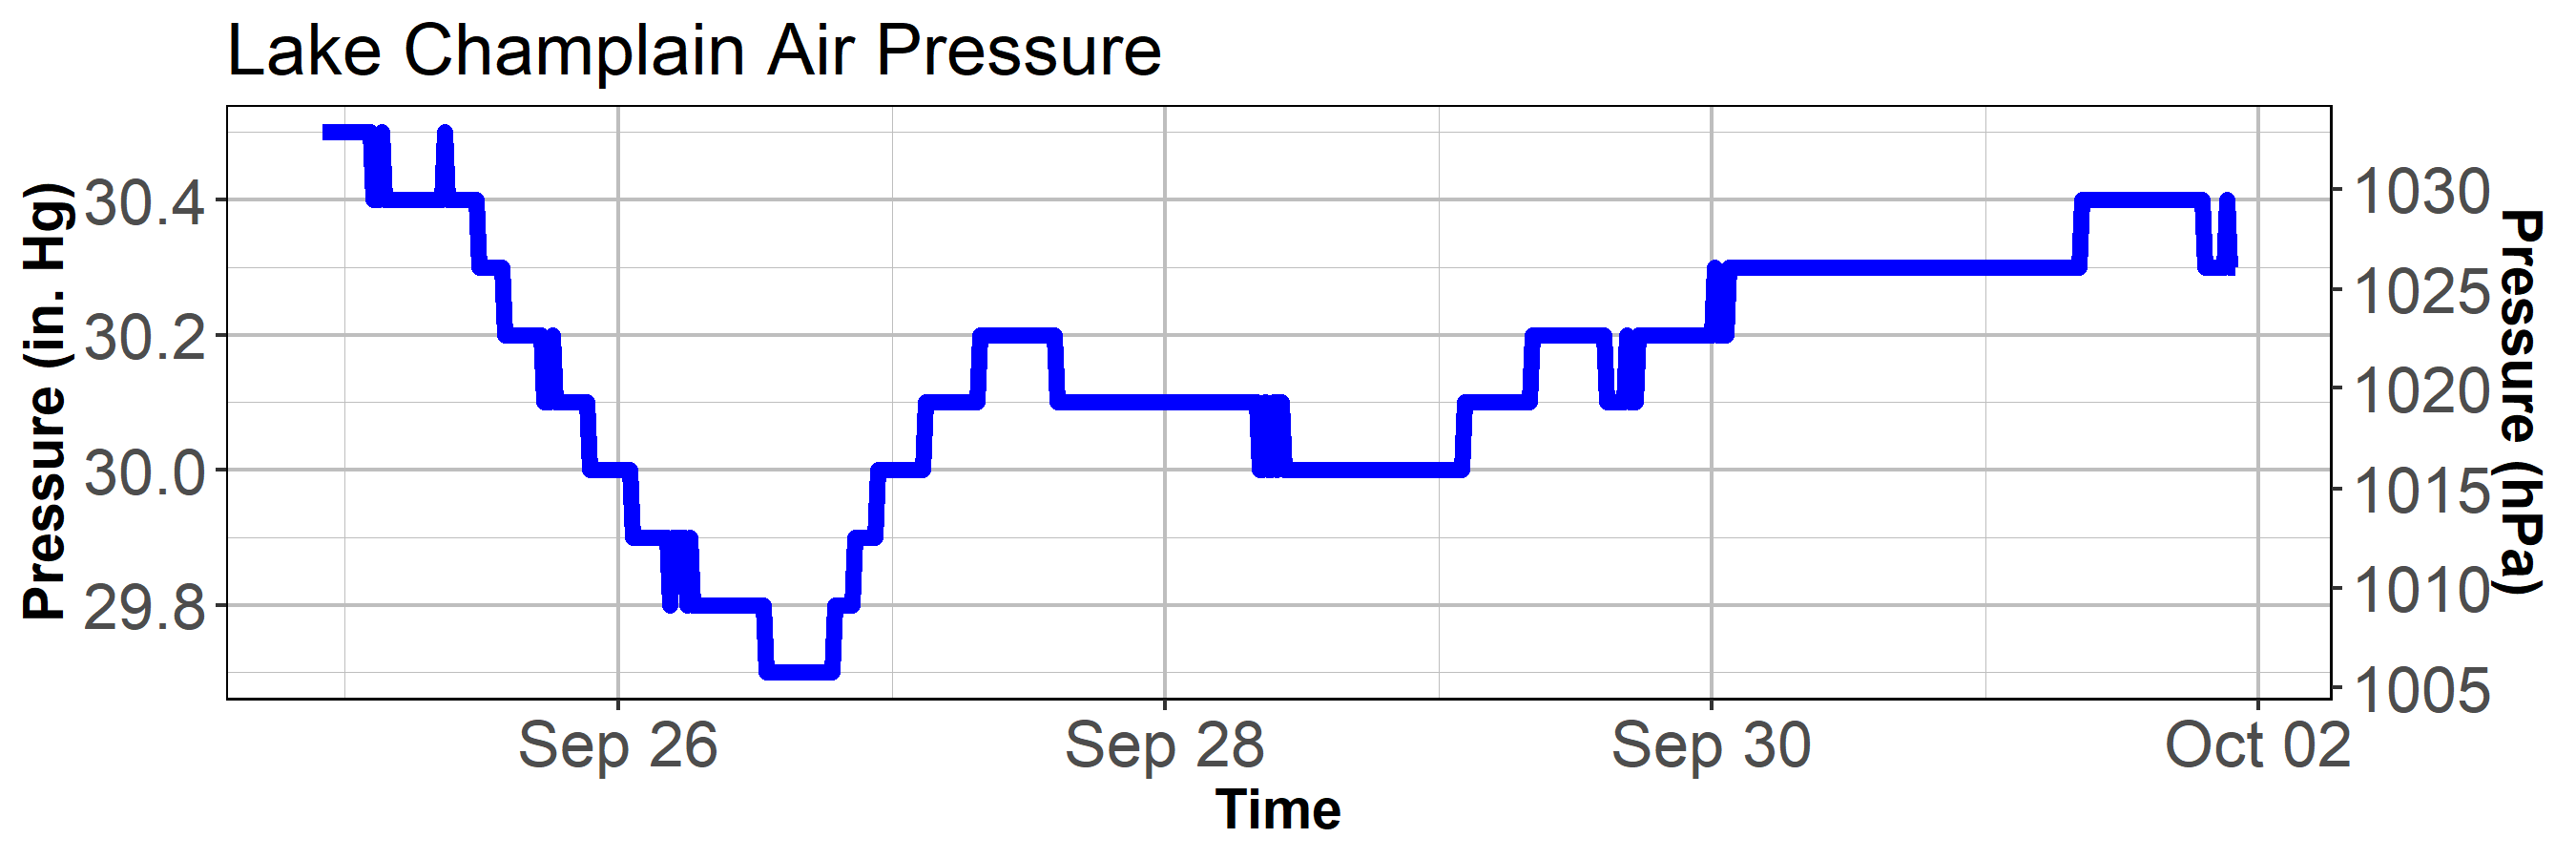 Lake Champlain Air Pressure
Pressure (in. Hg)
30.4
30.2
30.0
29.8
1030
1025
1020
1015
1010
1005
Pressure (hPa)
Sep 26
Sep 28
Sep 30
Oct 02
Time